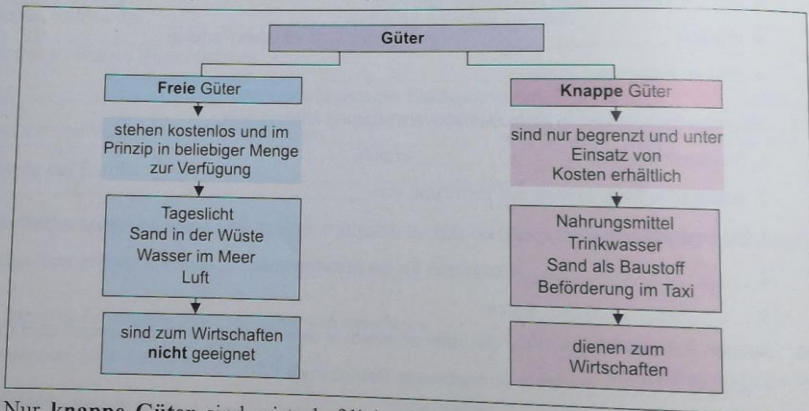 Güter
Freie Güter
stehen kostenlos und im
Prinzip in beliebiger Menge
zur Verfügung
Tageslicht
Sand in der Wüste
Wasser im Meer
Luft
sind zum Wirtschaften
nicht geeignet
Knappe Güter
sind nur begrenzt und unter
Einsatz von
Kosten erhältlich
Nahrungsmittel
Trinkwasser
Sand als Baustoff
Beförderung im Taxi
dienen zum
Wirtschaften
Nur knappe Güter sind